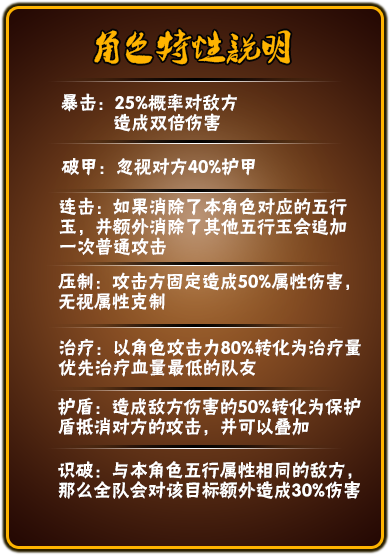 角色特性説明
暴击：25%概率对敌方
造成双倍伤害
破甲：忽视对方40%护甲
连击：如果消除了本角色对应的五行
玉，并额外消除了其他五行玉会追加
一次普通攻击
压制：攻击方固定造成50%属性伤害，
无视属性克制
治疗：以角色攻击力80%转化为治疗量
优先治疗血量最低的队友
护盾：造成敌方伤害的50%转化为保护
盾抵消对方的攻击，并可以叠加
识破：与本角色五行属性相同的敌方，
那么全队会对该目标额外造成30%伤害